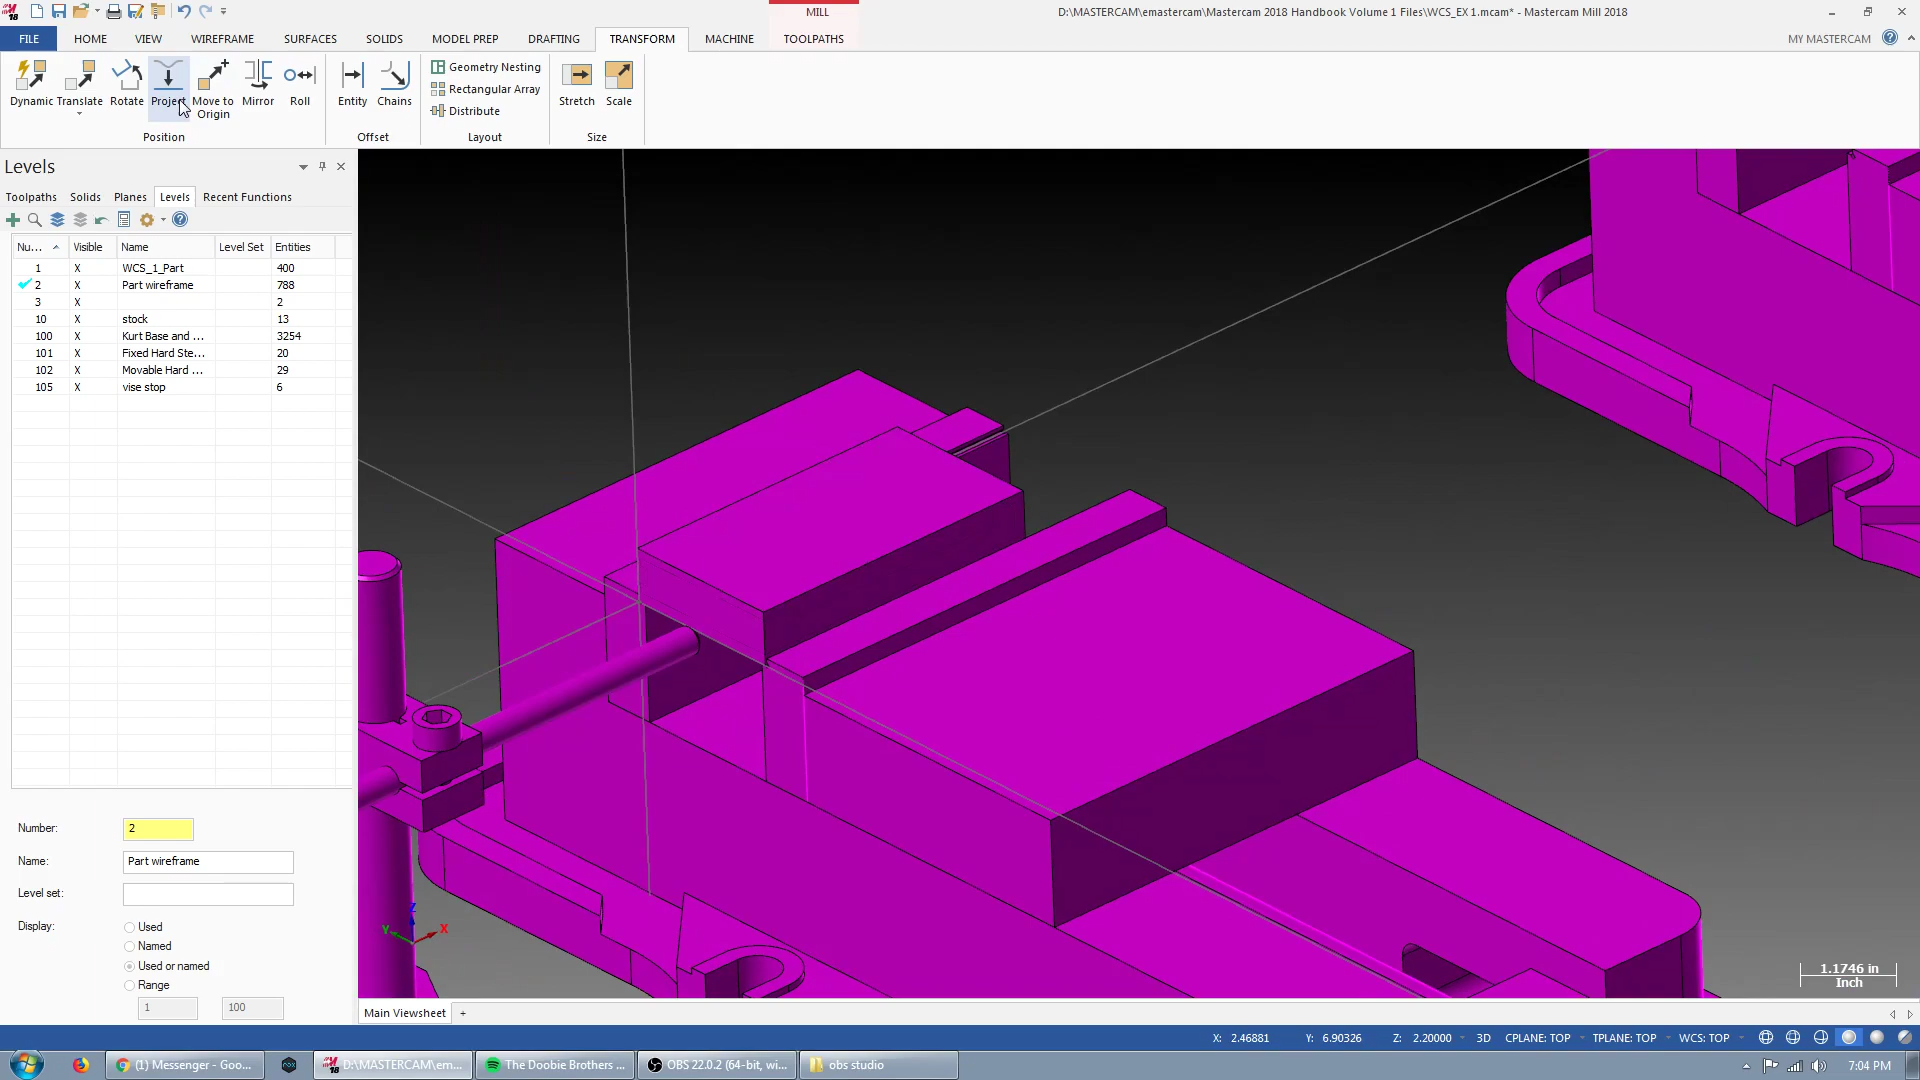 18
MILL
D:\MASTERCAM\emastercam\Mastercam 2018 Handbook Volume 1 Files\WCS_EX 1.mcam* - Mastercam Mill 2018
FILE HOME VIEW WIREFRAME SURFACES SOLIDS MODEL PREP DRAFTING TRANSFORM MACHINE TOOLPATHS MY MASTERCAM
Dynamic Translate Rotate Project Move to Origin Mirror Roll
Entity Chains
Geometry Nesting
Rectangular Array
Distribute
Stretch Scale
Position Offset Layout Size
Levels
Toolpaths Solids Planes Levels Recent Functions
Nu... Visible Name Level Set Entities
1 X WCS_1_Part 400
2 X Part wireframe 788
3 X 2
10 X stock 13
100 X Kurt Base and ... 3254
101 X Fixed Hard Ste... 20
102 X Movable Hard ... 29
105 X vise stop 6
Number: 2
Name: Part wireframe
Level set:
Display: Used
Named
Used or named
Range
1 100
Z
Y X
1.1746 in
Inch
Main Viewsheet +
X: 2.46881 Y: 6.90326 Z: 2.20000 3D CPLANE: TOP TPLANE: TOP WCS: TOP
(1) Messenger - Goo...
D:\MASTERCAM\em...
The Doobie Brothers ...
OBS 22.0.2 (64-bit, wi...
obs studio
7:04 PM